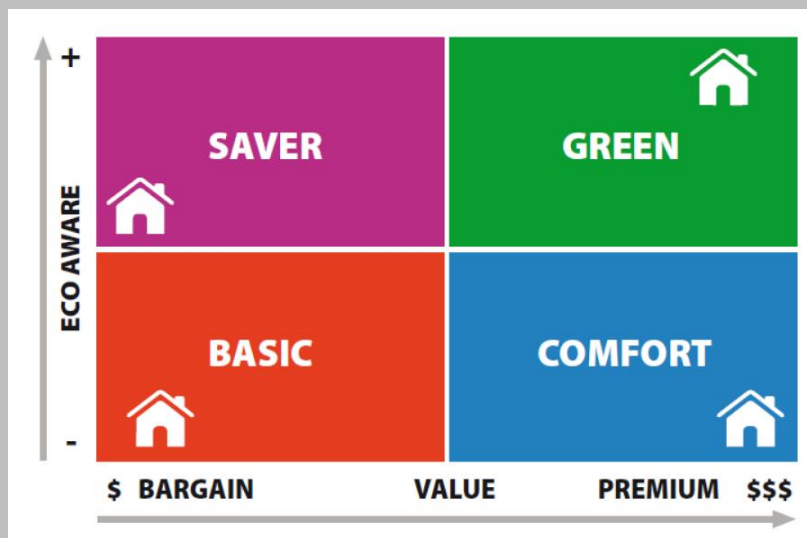 +
SAVER
GREEN
ECO AWARE
BASIC
COMFORT
-
$ BARGAIN VALUE PREMIUM $$$